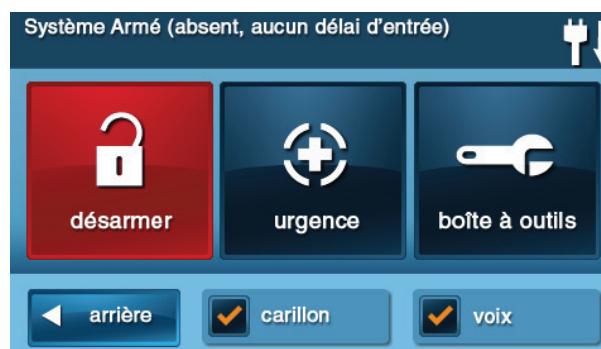 Système Armé (absent, aucun délai d'entrée)
désarmer
urgence
boîte à outils
arrière
carillon
voix